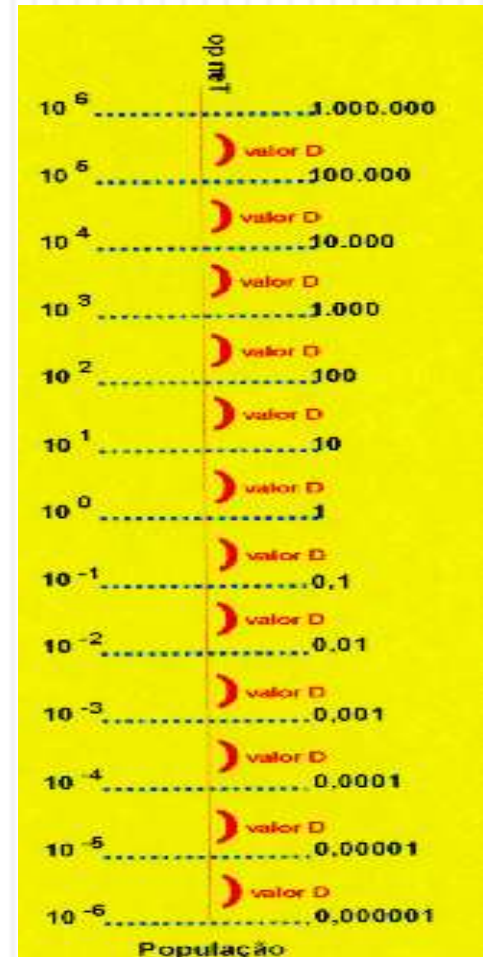 op meT
10 6 1.000.000
valor D
10 5 100.000
valor D
10 4 10.000
valor D
10 3 1.000
valor D
10 2 100
valor D
10 1 10
valor D
10 0 1
valor D
10 -1 0,1
valor D
10 -2 0,01
valor D
10 -3 0,001
valor D
10 -4 0,0001
valor D
10 -5 0,00001
valor D
10 -6 0,000001
População